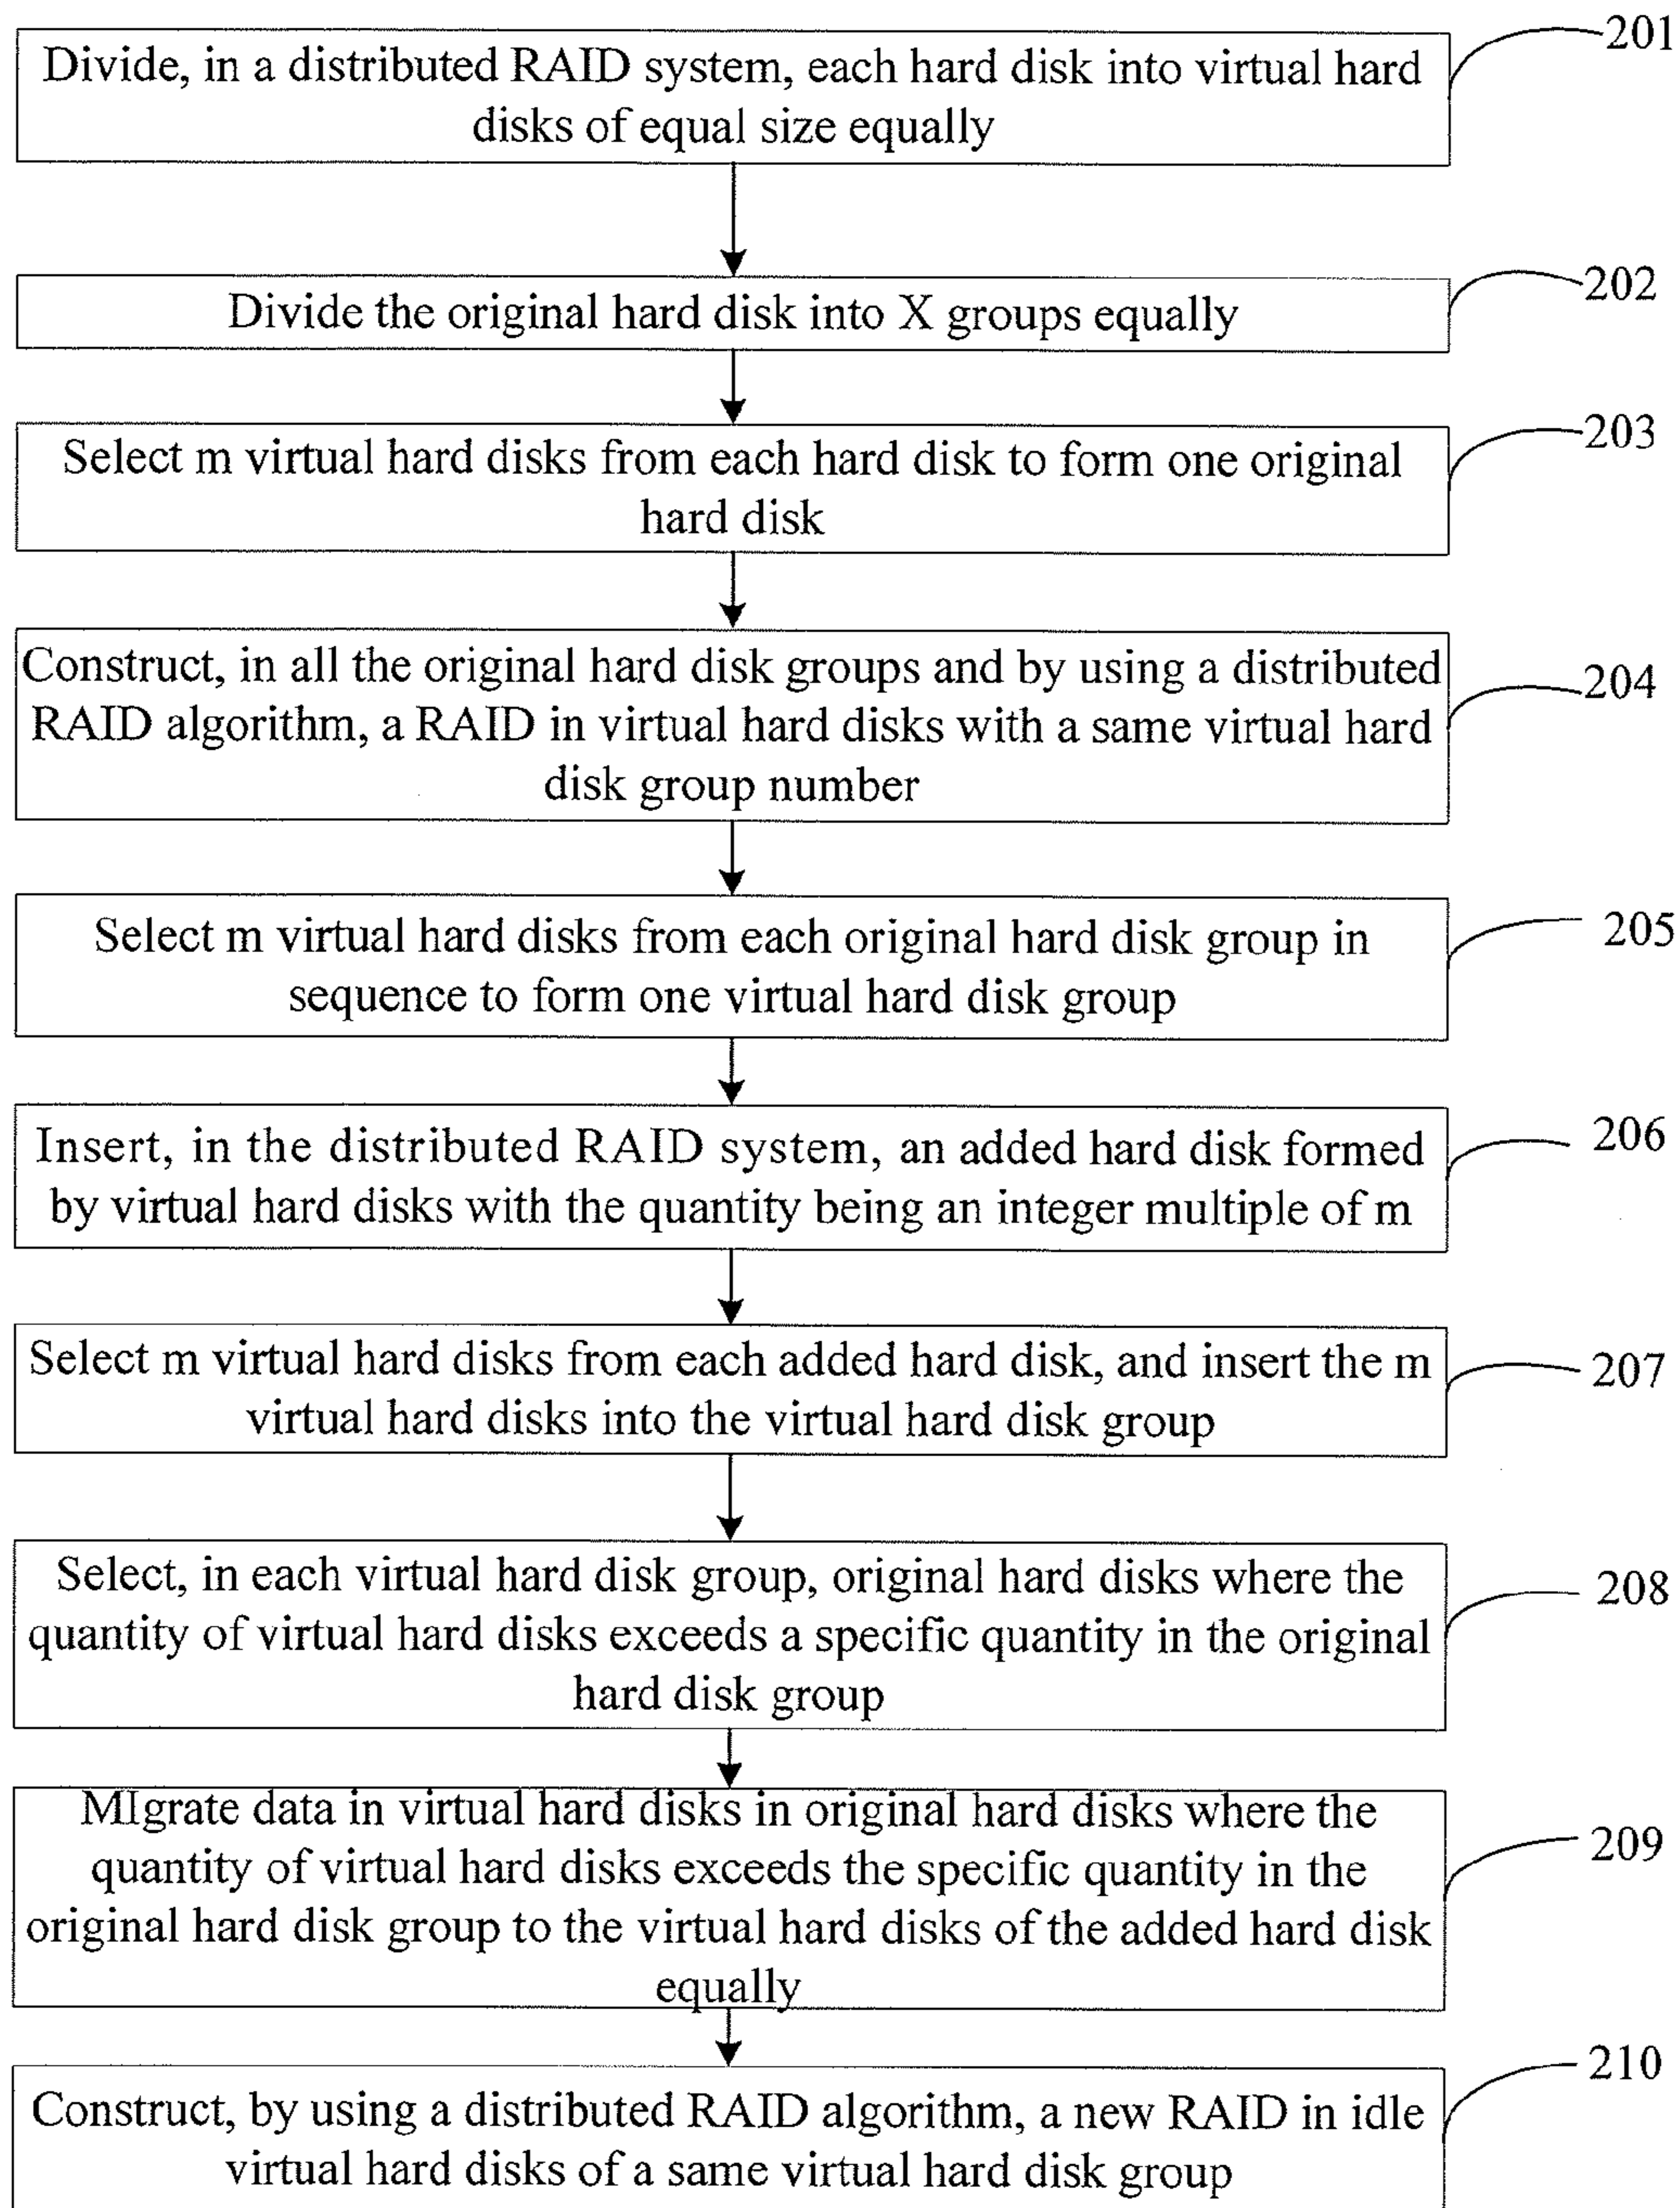 Divide, in a distributed RAID system, each hard disk into virtual hard
disks of equal size equally
201
Divide the original hard disk into X groups equally
202
Select m virtual hard disks from each hard disk to form one original
hard disk
203
Construct, in all the original hard disk groups and by using a distributed
RAID algorithm, a RAID in virtual hard disks with a same virtual hard
disk group number
204
Select m virtual hard disks from each original hard disk group in
sequence to form one virtual hard disk group
205
Insert, in the distributed RAID system, an added hard disk formed
by virtual hard disks with the quantity being an integer multiple of m
206
Select m virtual hard disks from each added hard disk, and insert the m
virtual hard disks into the virtual hard disk group
207
Select, in each virtual hard disk group, original hard disks where the
quantity of virtual hard disks exceeds a specific quantity in the original
hard disk group
208
MIgrate data in virtual hard disks in original hard disks where the
quantity of virtual hard disks exceeds the specific quantity in the
original hard disk group to the virtual hard disks of the added hard disk
equally
209
Construct, by using a distributed RAID algorithm, a new RAID in idle
virtual hard disks of a same virtual hard disk group
210